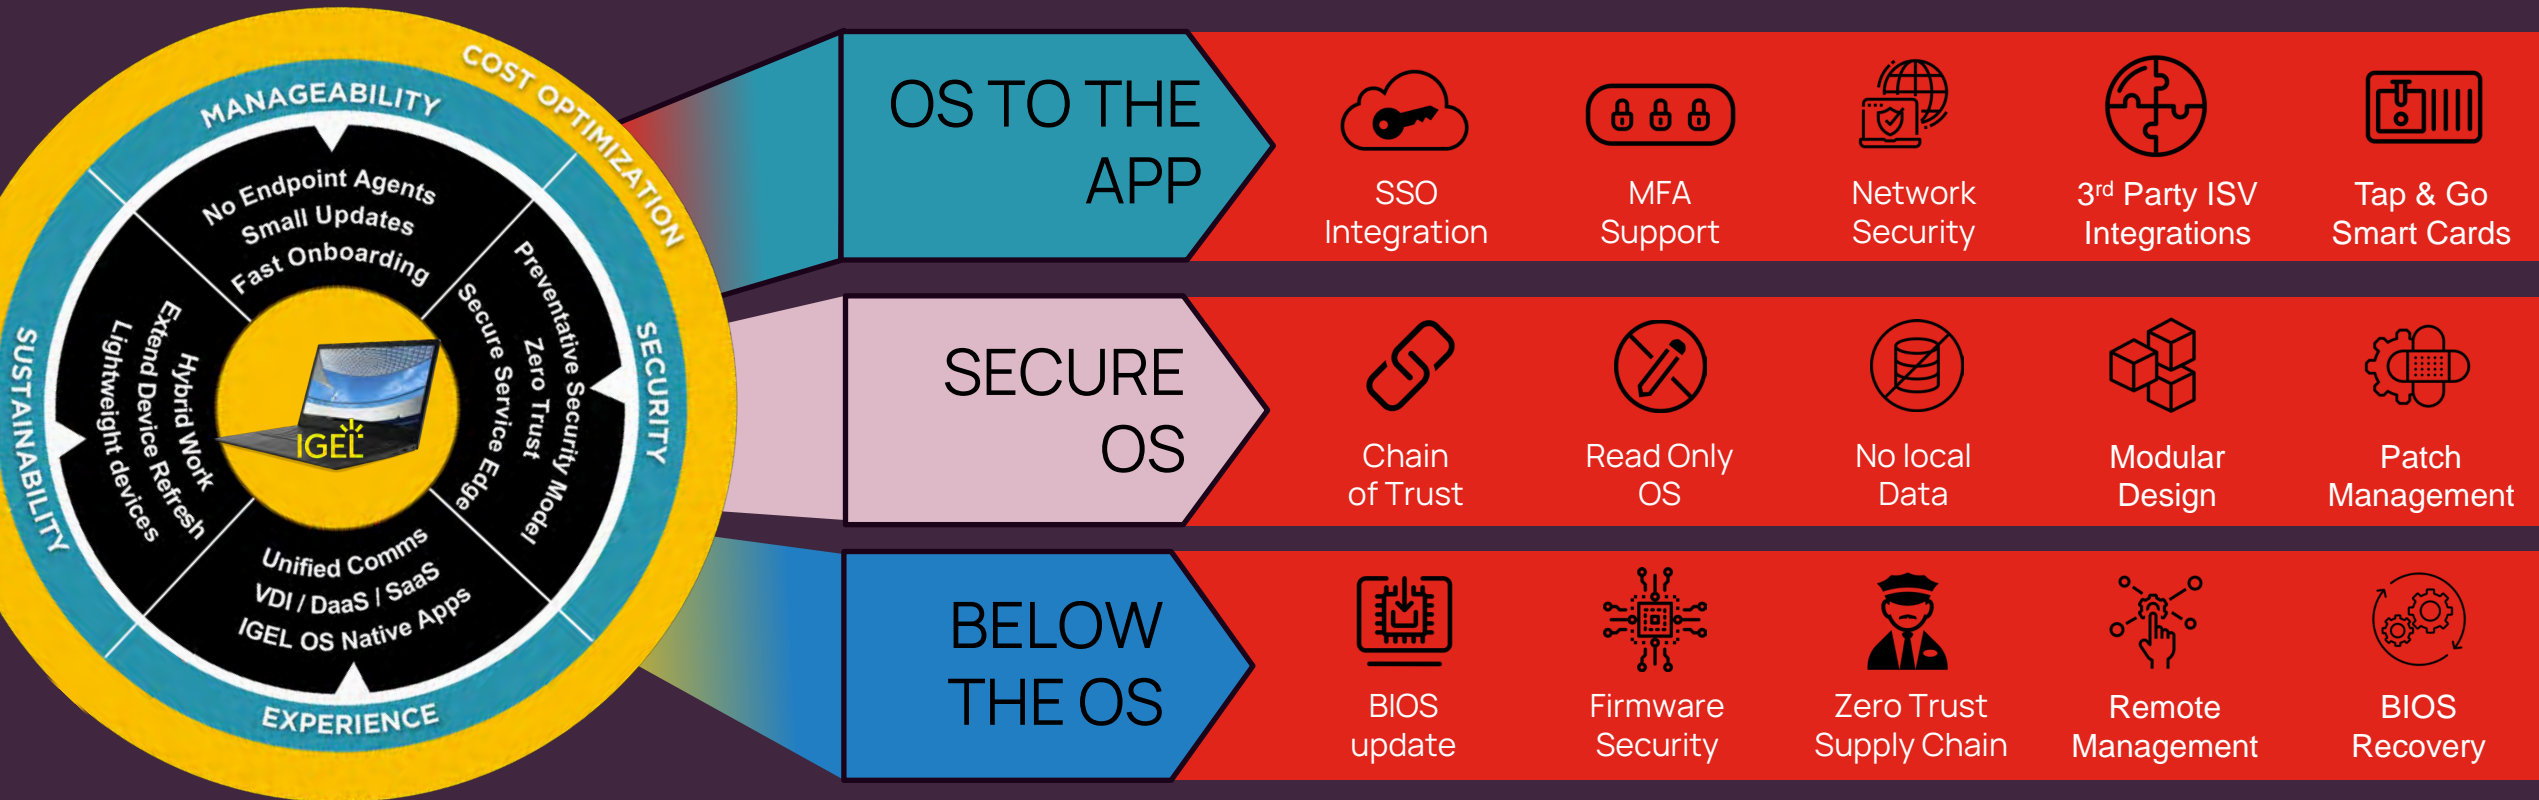 COST OPTIMIZATION
MANAGEABILITY
No Endpoint Agents
Small Updates
Fast Onboarding
SECURITY
Preventative Security Model
Zero Trust
Secure Service Edge
EXPERIENCE
Unified Comms
VDI / DaaS / SaaS
IGEL OS Native Apps
SUSTAINABILITY
Hybrid Work
Extend Device Refresh
Lightweight devices
IGEL
OS TO THE
APP
SSO
Integration
MFA
Support
Network
Security
3rd Party ISV
Integrations
Tap & Go
Smart Cards
SECURE
OS
Chain
of Trust
Read Only
OS
No local
Data
Modular
Design
Patch
Management
BELOW
THE OS
BIOS
update
Firmware
Security
Zero Trust
Supply Chain
Remote
Management
BIOS
Recovery